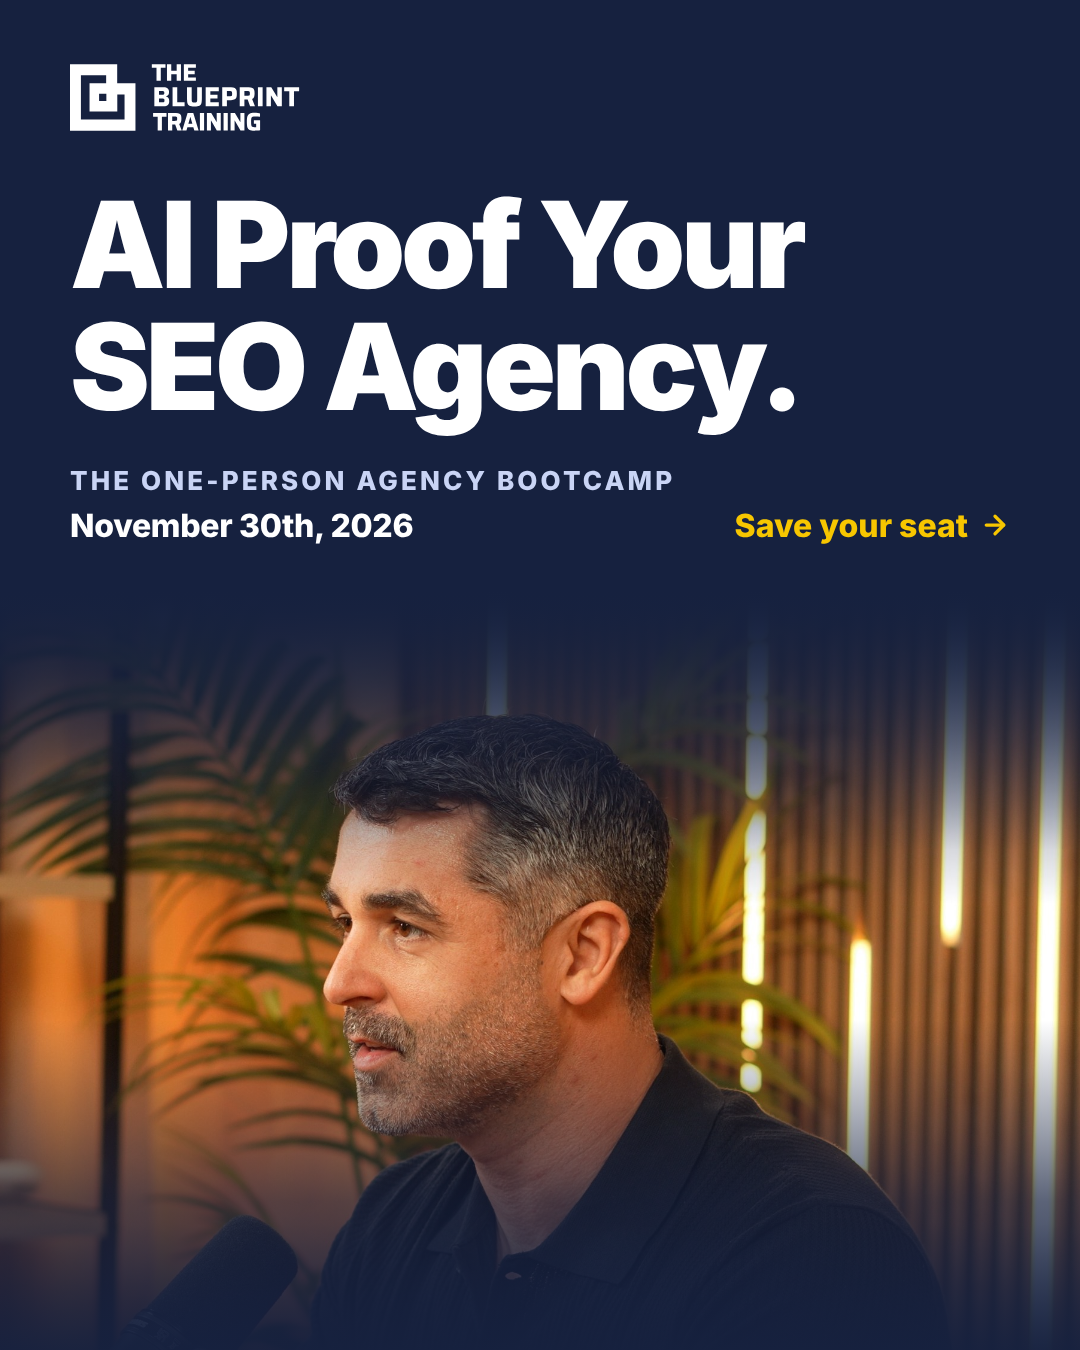 THE
BLUEPRINT
TRAINING
AI Proof Your
SEO Agency.
THE ONE-PERSON AGENCY BOOTCAMP
November 30th, 2026
Save your seat →